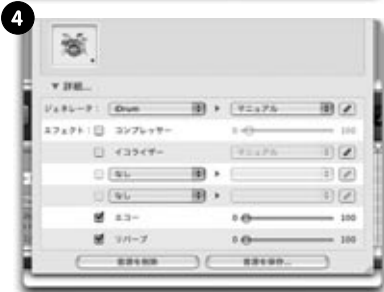 4
▼ 詳細...
ジェネレータ： iDrum マニュアル
エフェクト： コンプレッサー 0 100
イコライザー マニュアル
なし
なし
エコー 0 100
リバーブ 0 100
音源を削除 音源を保存...